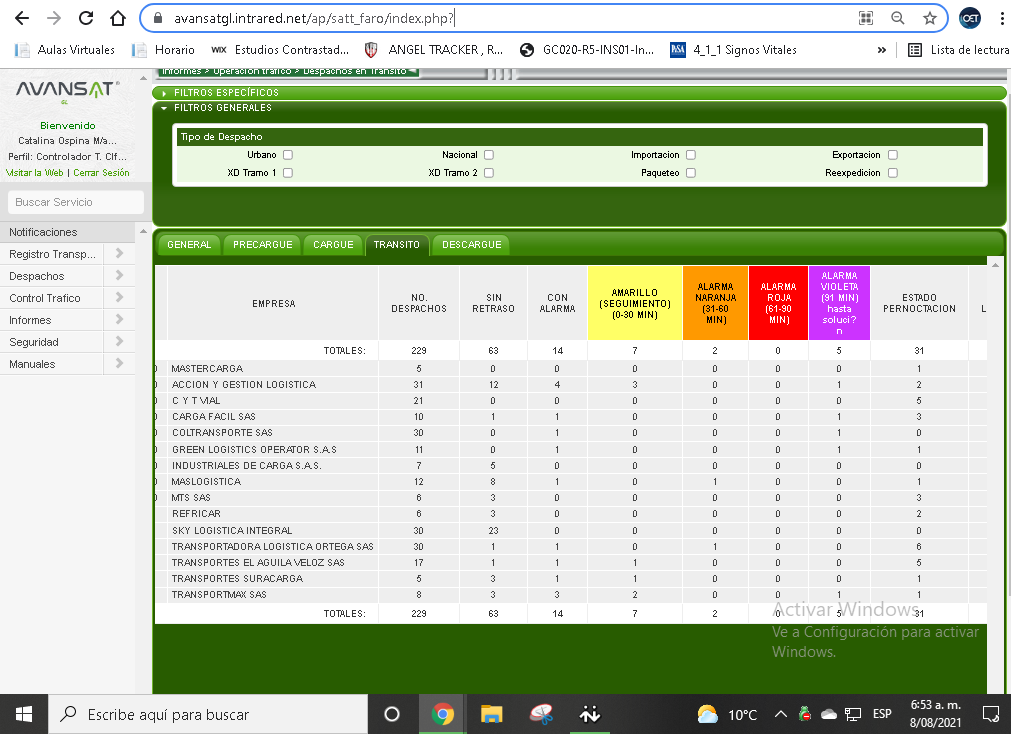 avansatgl.intrared.net/ap/satt_faro/index.php?
Aulas Virtuales Horario WIX Estudios Contrastad... ANGEL TRACKER , R... GC020-R5-INS01-In... 4_1_1 Signos Vitales » Lista de lectura
AVANSAT
GL
Bienvenido
Catalina Ospina M/a...
Perfil: Controlador T. Clf...
Visitar la Web | Cerrar Sesión
Buscar Servicio
Notificaciones
Registro Transp...
Despachos
Control Trafico
Informes
Seguridad
Manuales
Informes > Operacion trafico > Despachos en Transito
FILTROS ESPECÍFICOS
FILTROS GENERALES
Tipo de Despacho
Urbano Nacional Importacion Exportacion
XD Tramo 1 XD Tramo 2 Paqueteo Reexpedicion
GENERAL PRECARGUE CARGUE TRANSITO DESCARGUE
EMPRESA NO. DESPACHOS SIN RETRASO CON ALARMA AMARILLO (SEGUIMIENTO) (0-30 MIN) ALARMA NARANJA (31-60 MIN) ALARMA ROJA (61-90 MIN) ALARMA VIOLETA (91 MIN) hasta soluci?n ESTADO PERNOCTACION L
TOTALES: 229 63 14 7 2 0 5 31
MASTERCARGA 5 0 0 0 0 0 0 1
ACCION Y GESTION LOGISTICA 31 12 4 3 0 0 1 2
C Y T VIAL 21 0 0 0 0 0 0 5
CARGA FACIL SAS 10 1 1 0 0 0 1 3
COLTRANSPORTE SAS 30 0 1 0 0 0 1 0
GREEN LOGISTICS OPERATOR S.A.S 11 0 1 0 0 0 1 1
INDUSTRIALES DE CARGA S.A.S. 7 5 0 0 0 0 0 0
MASLOGISTICA 12 8 1 0 1 0 0 1
MTS SAS 6 3 0 0 0 0 0 3
REFRICAR 6 3 0 0 0 0 0 2
SKY LOGISTICA INTEGRAL 30 23 0 0 0 0 0 0
TRANSPORTADORA LOGISTICA ORTEGA SAS 30 1 1 0 1 0 0 6
TRANSPORTES EL AGUILA VELOZ SAS 17 1 1 1 0 0 0 5
TRANSPORTES SURACARGA 5 3 1 1 0 0 0 1
TRANSPORTMAX SAS 8 3 3 2 0 0 1 1
TOTALES: 229 63 14 7 2 0 5 31
Activar Windows
Ve a Configuración para activar
Windows.
Escribe aquí para buscar
10°C
ESP
6:53 a. m.
8/08/2021